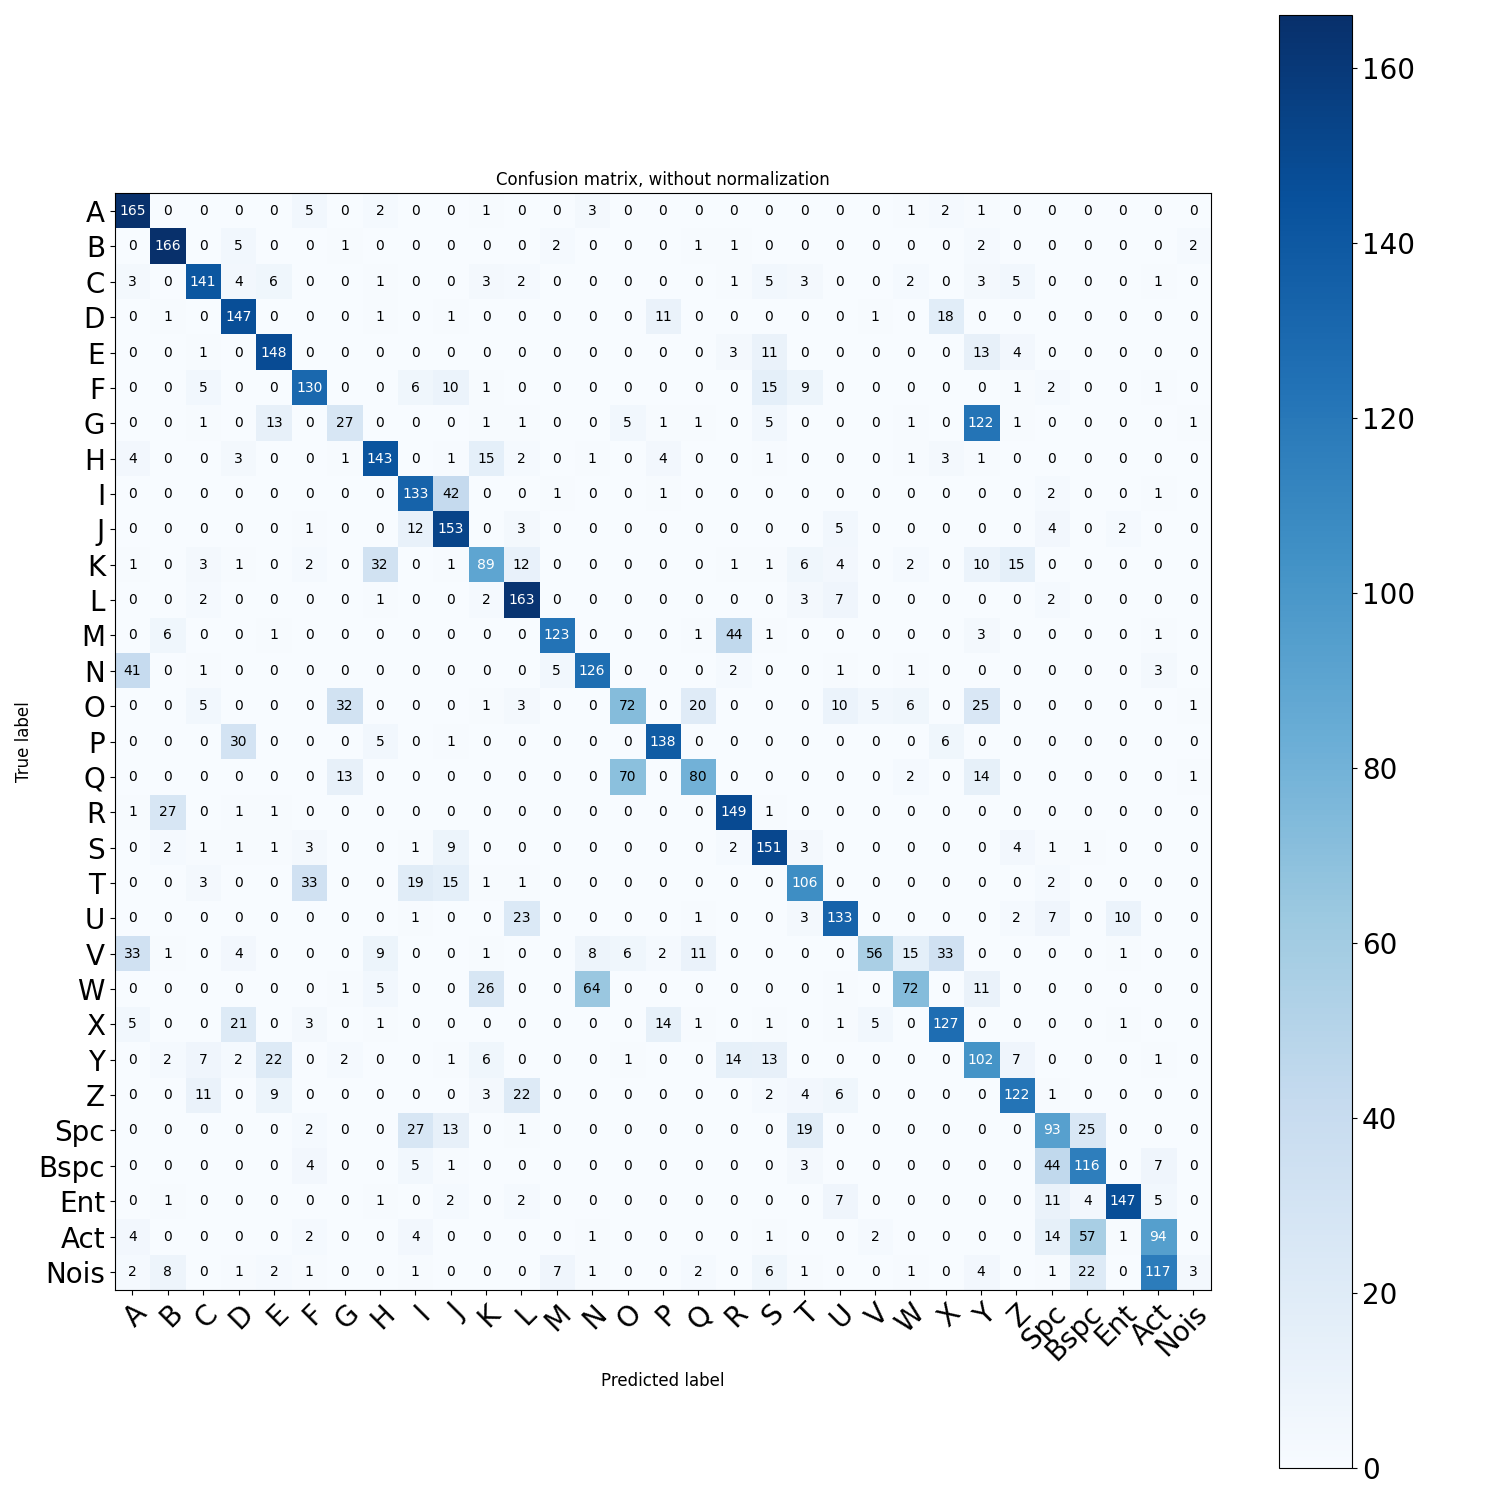 Confusion matrix, without normalization
A 165 0 0 0 0 5 0 2 0 0 1 0 0 3 0 0 0 0 0 0 0 0 1 2 1 0 0 0 0 0 0
B 0 166 0 5 0 0 1 0 0 0 0 0 2 0 0 0 1 1 0 0 0 0 0 0 2 0 0 0 0 0 2
C 3 0 141 4 6 0 0 1 0 0 3 2 0 0 0 0 0 1 5 3 0 0 2 0 3 5 0 0 0 1 0
D 0 1 0 147 0 0 0 1 0 1 0 0 0 0 0 11 0 0 0 0 0 1 0 18 0 0 0 0 0 0 0
E 0 0 1 0 148 0 0 0 0 0 0 0 0 0 0 0 0 3 11 0 0 0 0 0 13 4 0 0 0 0 0
F 0 0 5 0 0 130 0 0 6 10 1 0 0 0 0 0 0 0 15 9 0 0 0 0 0 1 2 0 0 1 0
G 0 0 1 0 13 0 27 0 0 0 1 1 0 0 5 1 1 0 5 0 0 0 1 0 122 1 0 0 0 0 1
H 4 0 0 3 0 0 1 143 0 1 15 2 0 1 0 4 0 0 1 0 0 0 1 3 1 0 0 0 0 0 0
I 0 0 0 0 0 0 0 0 133 42 0 0 1 0 0 1 0 0 0 0 0 0 0 0 0 0 2 0 0 1 0
J 0 0 0 0 0 1 0 0 12 153 0 3 0 0 0 0 0 0 0 0 5 0 0 0 0 0 4 0 2 0 0
K 1 0 3 1 0 2 0 32 0 1 89 12 0 0 0 0 0 1 1 6 4 0 2 0 10 15 0 0 0 0 0
L 0 0 2 0 0 0 0 1 0 0 2 163 0 0 0 0 0 0 0 3 7 0 0 0 0 0 2 0 0 0 0
M 0 6 0 0 1 0 0 0 0 0 0 0 123 0 0 0 1 44 1 0 0 0 0 0 3 0 0 0 0 1 0
N 41 0 1 0 0 0 0 0 0 0 0 0 5 126 0 0 0 2 0 0 1 0 1 0 0 0 0 0 0 3 0
O 0 0 5 0 0 0 32 0 0 0 1 3 0 0 72 0 20 0 0 0 10 5 6 0 25 0 0 0 0 0 1
P 0 0 0 30 0 0 0 5 0 1 0 0 0 0 0 138 0 0 0 0 0 0 0 6 0 0 0 0 0 0 0
Q 0 0 0 0 0 0 13 0 0 0 0 0 0 0 70 0 80 0 0 0 0 0 2 0 14 0 0 0 0 0 1
R 1 27 0 1 1 0 0 0 0 0 0 0 0 0 0 0 0 149 1 0 0 0 0 0 0 0 0 0 0 0 0
S 0 2 1 1 1 3 0 0 1 9 0 0 0 0 0 0 0 2 151 3 0 0 0 0 0 4 1 1 0 0 0
T 0 0 3 0 0 33 0 0 19 15 1 1 0 0 0 0 0 0 0 106 0 0 0 0 0 0 2 0 0 0 0
U 0 0 0 0 0 0 0 0 1 0 0 23 0 0 0 0 1 0 0 3 133 0 0 0 0 2 7 0 10 0 0
V 33 1 0 4 0 0 0 9 0 0 1 0 0 8 6 2 11 0 0 0 0 56 15 33 0 0 0 0 1 0 0
W 0 0 0 0 0 0 1 5 0 0 26 0 0 64 0 0 0 0 0 0 1 0 72 0 11 0 0 0 0 0 0
X 5 0 0 21 0 3 0 1 0 0 0 0 0 0 0 14 1 0 1 0 1 5 0 127 0 0 0 0 1 0 0
Y 0 2 7 2 22 0 2 0 0 1 6 0 0 0 1 0 0 14 13 0 0 0 0 0 102 7 0 0 0 1 0
Z 0 0 11 0 9 0 0 0 0 0 3 22 0 0 0 0 0 0 2 4 6 0 0 0 0 122 1 0 0 0 0
Spc 0 0 0 0 0 2 0 0 27 13 0 1 0 0 0 0 0 0 0 19 0 0 0 0 0 0 93 25 0 0 0
Bspc 0 0 0 0 0 4 0 0 5 1 0 0 0 0 0 0 0 0 0 3 0 0 0 0 0 0 44 116 0 7 0
Ent 0 1 0 0 0 0 0 1 0 2 0 2 0 0 0 0 0 0 0 0 7 0 0 0 0 0 11 4 147 5 0
Act 4 0 0 0 0 2 0 0 4 0 0 0 0 1 0 0 0 0 1 0 0 2 0 0 0 0 14 57 1 94 0
Nois 2 8 0 1 2 1 0 0 1 0 0 0 7 1 0 0 2 0 6 1 0 0 1 0 4 0 1 22 0 117 3
A B C D E F G H I J K L M N O P Q R S T U V W X Y Z Spc Bspc Ent Act Nois
Predicted label
True label
160
140
120
100
80
60
40
20
0